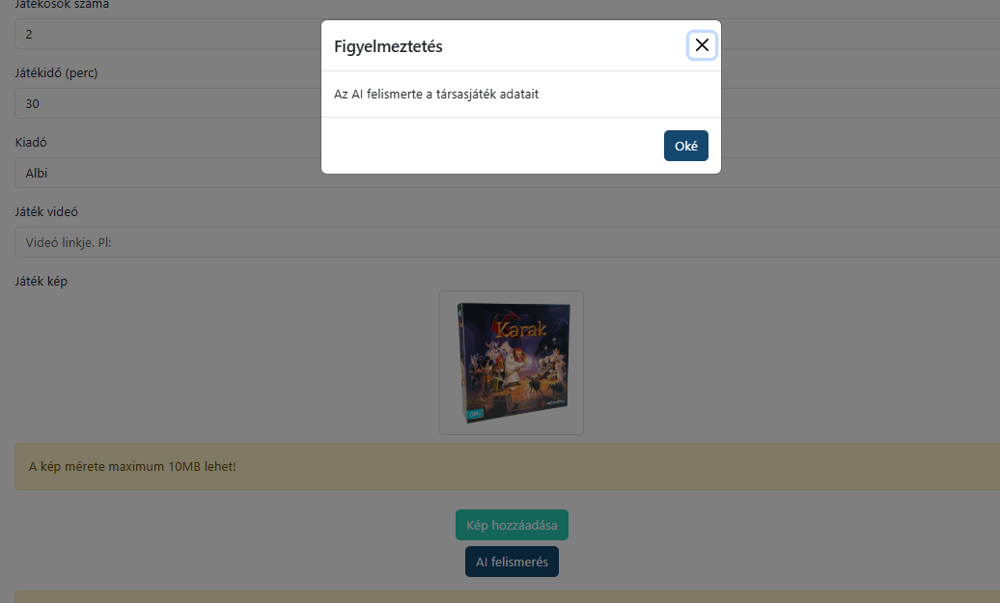 Játékosok száma
2
Figyelmeztetés
Játékidő (perc)
Az AI felismerte a társasjáték adatait
30
Kiadó
Oké
Albi
Játék videó
Videó linkje. Pl:
Játék kép
Karak
A kép mérete maximum 10MB lehet!
Kép hozzáadása
AI felismerés